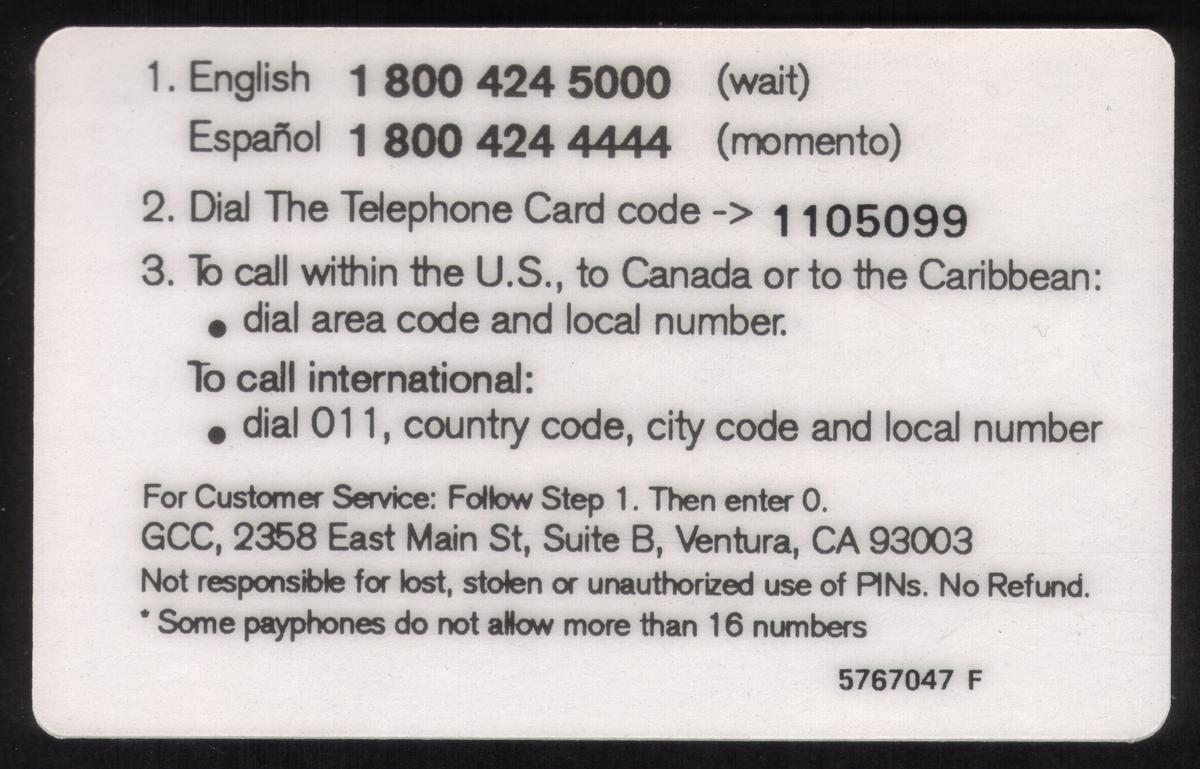 1. English 1 800 424 5000 (wait)
Español 1 800 424 4444 (momento)
2. Dial The Telephone Card code -> 1105099
3. To call within the U.S., to Canada or to the Caribbean:
● dial area code and local number.
To call international:
● dial 011, country code, city code and local number
For Customer Service: Follow Step 1. Then enter 0.
GCC, 2358 East Main St, Suite B, Ventura, CA 93003
Not responsible for lost, stolen or unauthorized use of PINs. No Refund.
* Some payphones do not allow more than 16 numbers
5767047 F